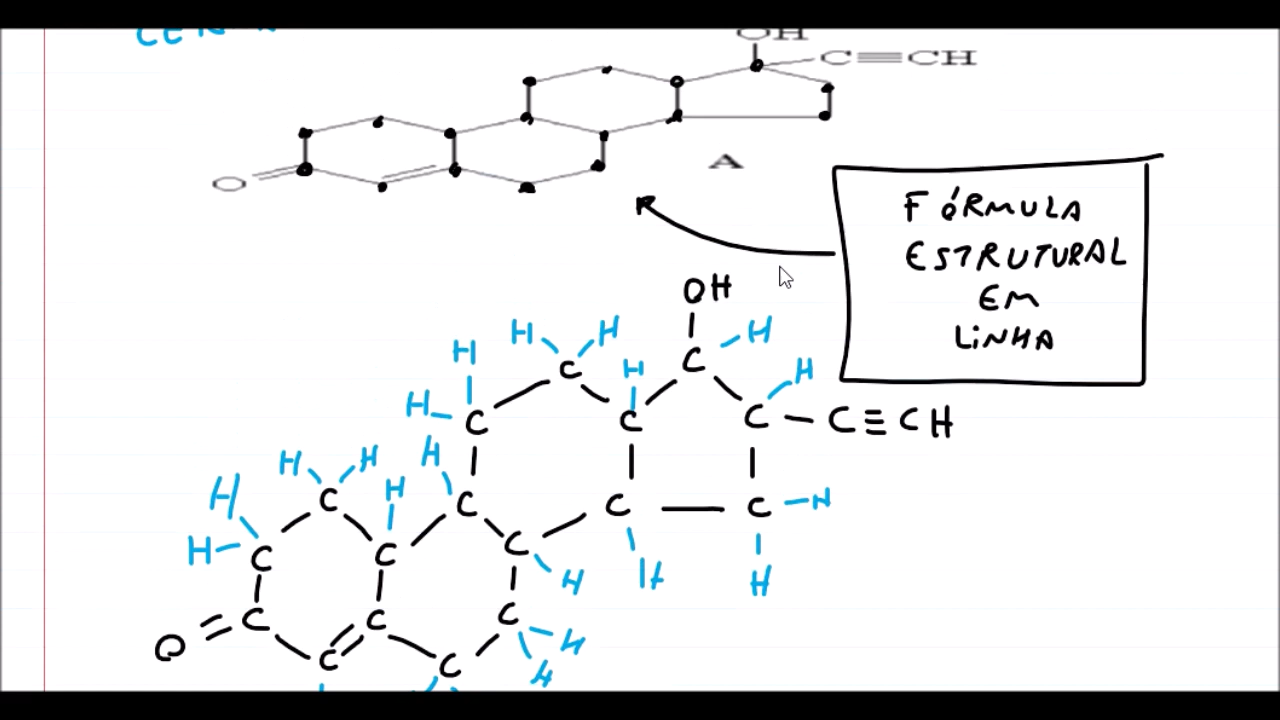 OH
C≡CH
O
A
FÓRMULA
ESTRUTURAL
EM
LINHA
OH
H H H
H C H C H
H C C C≡CH
H H H H
H C C C C H
H C C H H H
O C C C H
C C H